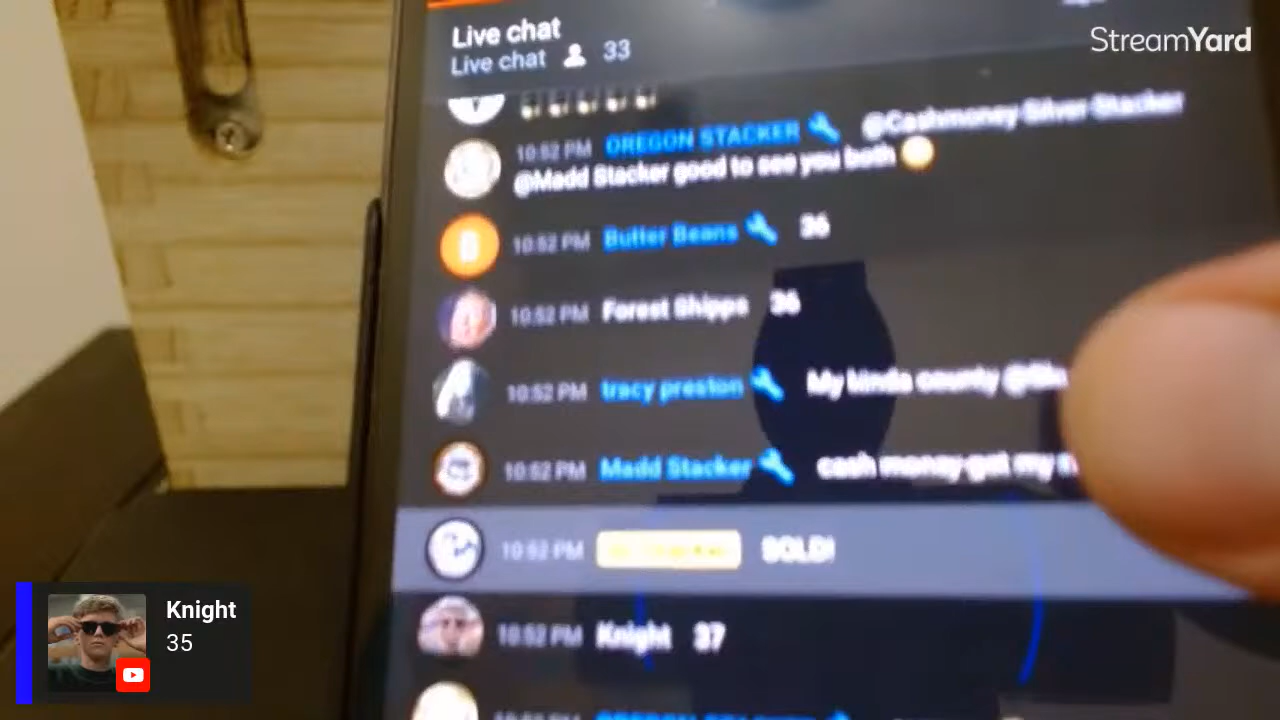 Live chat
StreamYard
Live chat 33
10:52 PM OREGON STACKER @Cashmoney Silver Stacker
@Madd Stacker good to see you both
B 10:52 PM Butter Beans 36
10:52 PM Forest Shipps 36
10:52 PM tracy preston My kinda county
10:52 PM Madd Stacker cash money got my
10:52 PM SOLD!
10:52 PM Knight 37
OREGON STACKER
Knight
35